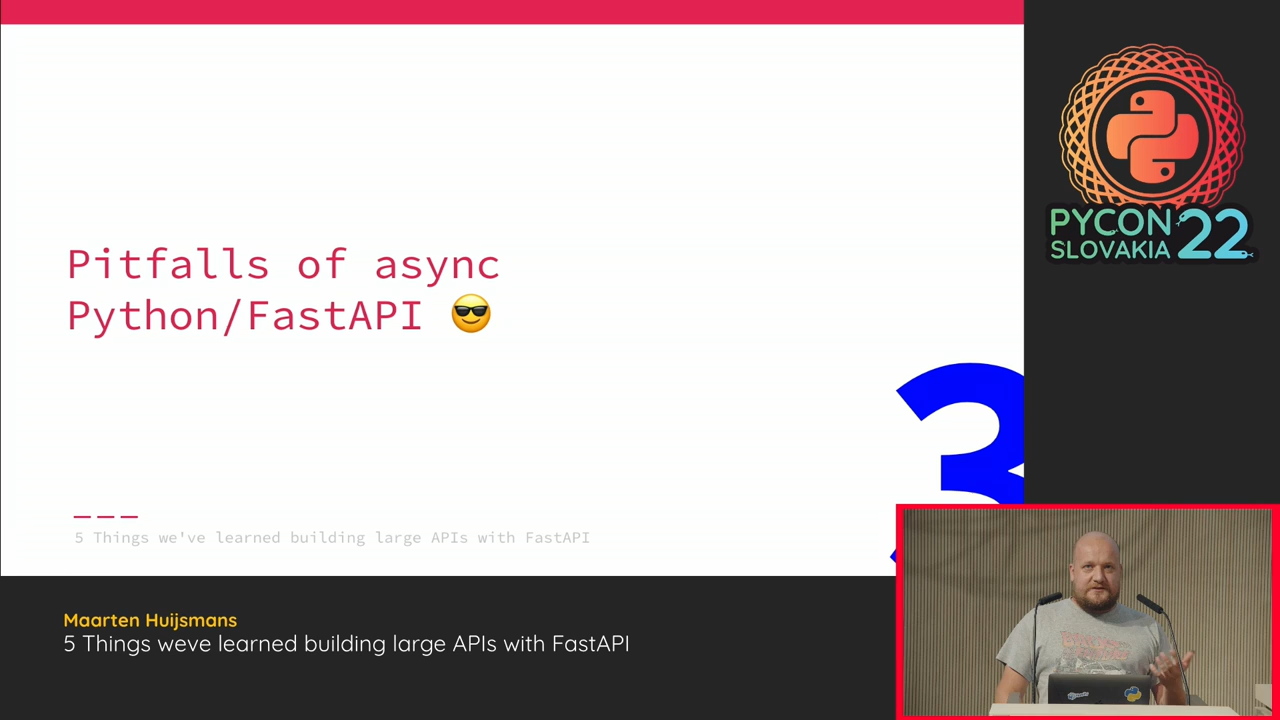 Pitfalls of async
Python/FastAPI 😎
3
5 Things we've learned building large APIs with FastAPI
PYCON
SLOVAKIA 22
Maarten Huijsmans
5 Things weve learned building large APIs with FastAPI